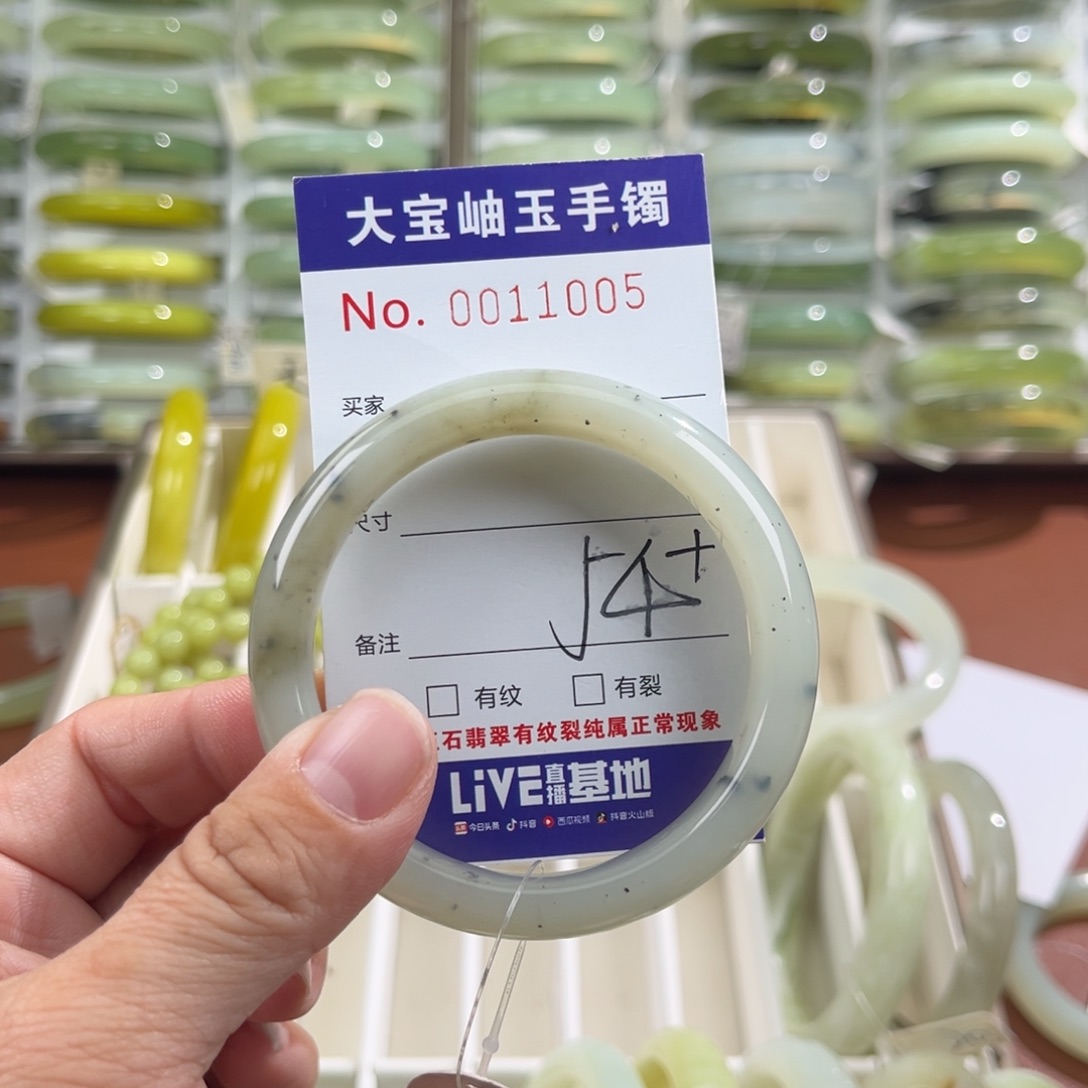 大宝岫玉手镯
No. 0011005
买家
尺寸
54+
备注
有纹 有裂
石翡翠有纹裂纯属正常现象
LiVE直播基地
今日头条 抖音 西瓜视频 抖音火山版